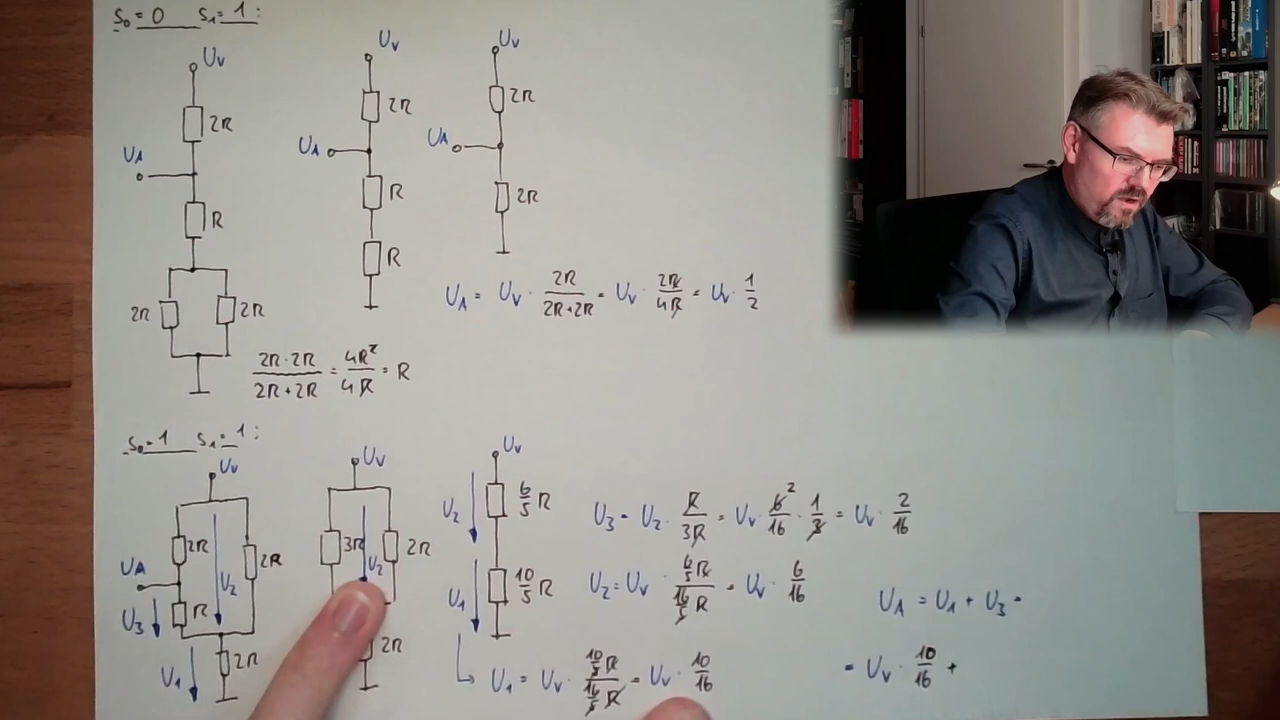 S₀=0 S₁=1:
Uv
2R
UA
R
2R
2R
(2R·2R)/(2R+2R) = 4R²/4R = R
Uv
2R
UA
R
R
Uv
2R
UA
2R
UA = Uv · 2R/(2R+2R) = Uv · 2R/4R = Uv · 1/2
S₀=1 S₁=1:
Uv
2R
2R
UA
U2
U3
R
U1
2R
Uv
3R
2R
U2
2R
Uv
U2
6/5 R
U1
10/5 R
U3 = U2 · R/3R = Uv · 6/16 · 1/3 = Uv · 2/16
2
U2 = Uv · (6/5 R)/(16/5 R) = Uv · 6/16
U1 = Uv · (10/5 R)/(16/5 R) = Uv · 10/16
UA = U1 + U3 =
= Uv · 10/16 +